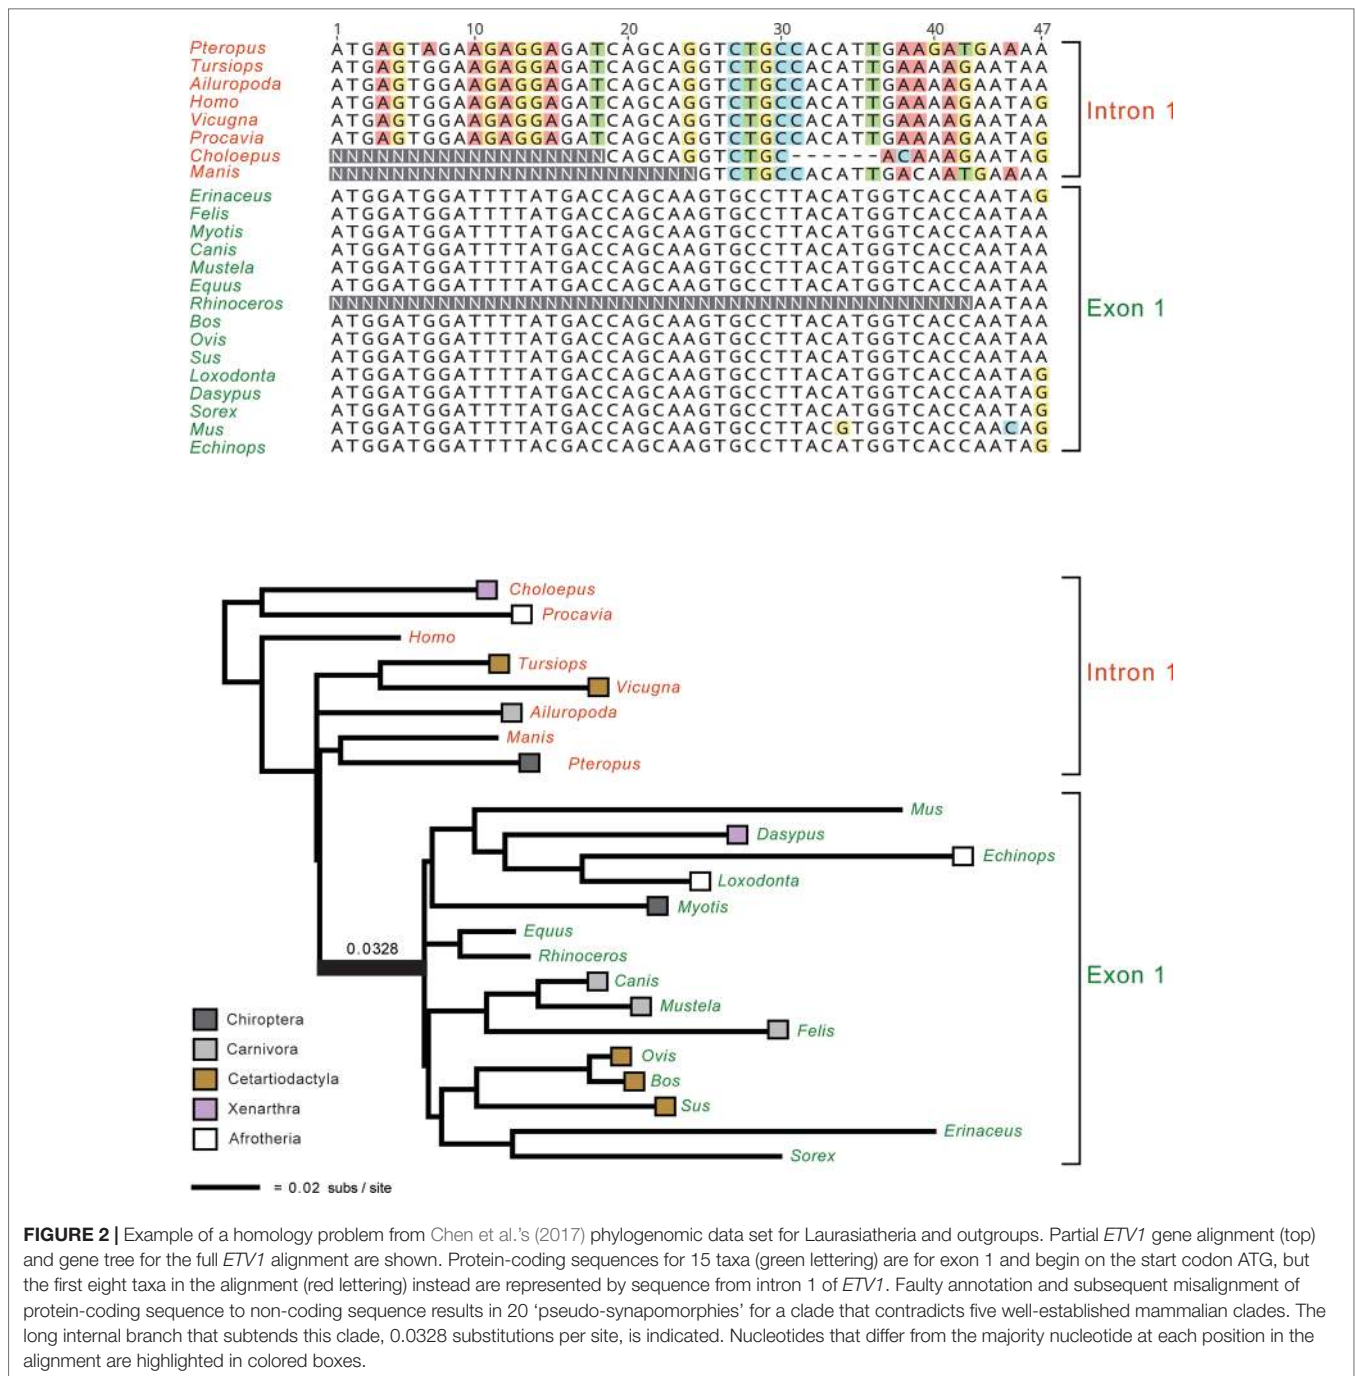 1 10 20 30 40 47
Pteropus ATGAGTAGAAGAGGAGATCAGCAGGTCTGCCACATTGAAGATGAAAA
Tursiops ATGAGTGGAAGAGGAGATCAGCAGGTCTGCCACATTGAAAAGAATAA
Ailuropoda ATGAGTGGAAGAGGAGATCAGCAGGTCTGCCACATTGAAAAGAATAA
Homo ATGAGTGGAAGAGGAGATCAGCAGGTCTGCCACATTGAAAAGAATAG
Vicugna ATGAGTGGAAGAGGAGATCAGCAGGTCTGCCACATTGAAAAGAATAA
Procavia ATGAGTGGAAGAGGAGATCAGCAGGTCTGCCACATTGAAAAGAATAG
Choloepus NNNNNNNNNNNNNNNNNNCAGCAGGTCTGC------ACAAAGAATAG
Manis NNNNNNNNNNNNNNNNNNNNNNNNGTCTGCCACATTGACAATGAAAA
Intron 1
Erinaceus ATGGATGGATTTTATGACCAGCAAGTGCCTTACATGGTCACCAATAG
Felis ATGGATGGATTTTATGACCAGCAAGTGCCTTACATGGTCACCAATAA
Myotis ATGGATGGATTTTATGACCAGCAAGTGCCTTACATGGTCACCAATAA
Canis ATGGATGGATTTTATGACCAGCAAGTGCCTTACATGGTCACCAATAA
Mustela ATGGATGGATTTTATGACCAGCAAGTGCCTTACATGGTCACCAATAA
Equus ATGGATGGATTTTATGACCAGCAAGTGCCTTACATGGTCACCAATAA
Rhinoceros NNNNNNNNNNNNNNNNNNNNNNNNNNNNNNNNNNNNNNNNNNAATAA
Bos ATGGATGGATTTTATGACCAGCAAGTGCCTTACATGGTCACCAATAA
Ovis ATGGATGGATTTTATGACCAGCAAGTGCCTTACATGGTCACCAATAA
Sus ATGGATGGATTTTATGACCAGCAAGTGCCTTACATGGTCACCAATAA
Loxodonta ATGGATGGATTTTATGACCAGCAAGTGCCTTACATGGTCACCAATAG
Dasypus ATGGATGGATTTTATGACCAGCAAGTGCCTTACATGGTCACCAATAG
Sorex ATGGATGGATTTTATGACCAGCAAGTGCCTTACATGGTCACCAATAG
Mus ATGGATGGATTTTATGACCAGCAAGTGCCTTACGTGGTCACCAACAG
Echinops ATGGATGGATTTTACGACCAGCAAGTGCCTTACATGGTCACCAATAG
Exon 1
Choloepus
Procavia
Homo
Tursiops
Vicugna
Ailuropoda
Manis
Pteropus
Intron 1
Mus
Dasypus
Echinops
Loxodonta
Myotis
Equus
0.0328
Rhinoceros
Canis
Mustela
Felis
Ovis
Bos
Sus
Erinaceus
Sorex
Exon 1
Chiroptera
Carnivora
Cetartiodactyla
Xenarthra
Afrotheria
= 0.02 subs / site
FIGURE 2 | Example of a homology problem from Chen et al.'s (2017) phylogenomic data set for Laurasiatheria and outgroups. Partial ETV1 gene alignment (top)
and gene tree for the full ETV1 alignment are shown. Protein-coding sequences for 15 taxa (green lettering) are for exon 1 and begin on the start codon ATG, but
the first eight taxa in the alignment (red lettering) instead are represented by sequence from intron 1 of ETV1. Faulty annotation and subsequent misalignment of
protein-coding sequence to non-coding sequence results in 20 'pseudo-synapomorphies' for a clade that contradicts five well-established mammalian clades. The
long internal branch that subtends this clade, 0.0328 substitutions per site, is indicated. Nucleotides that differ from the majority nucleotide at each position in the
alignment are highlighted in colored boxes.